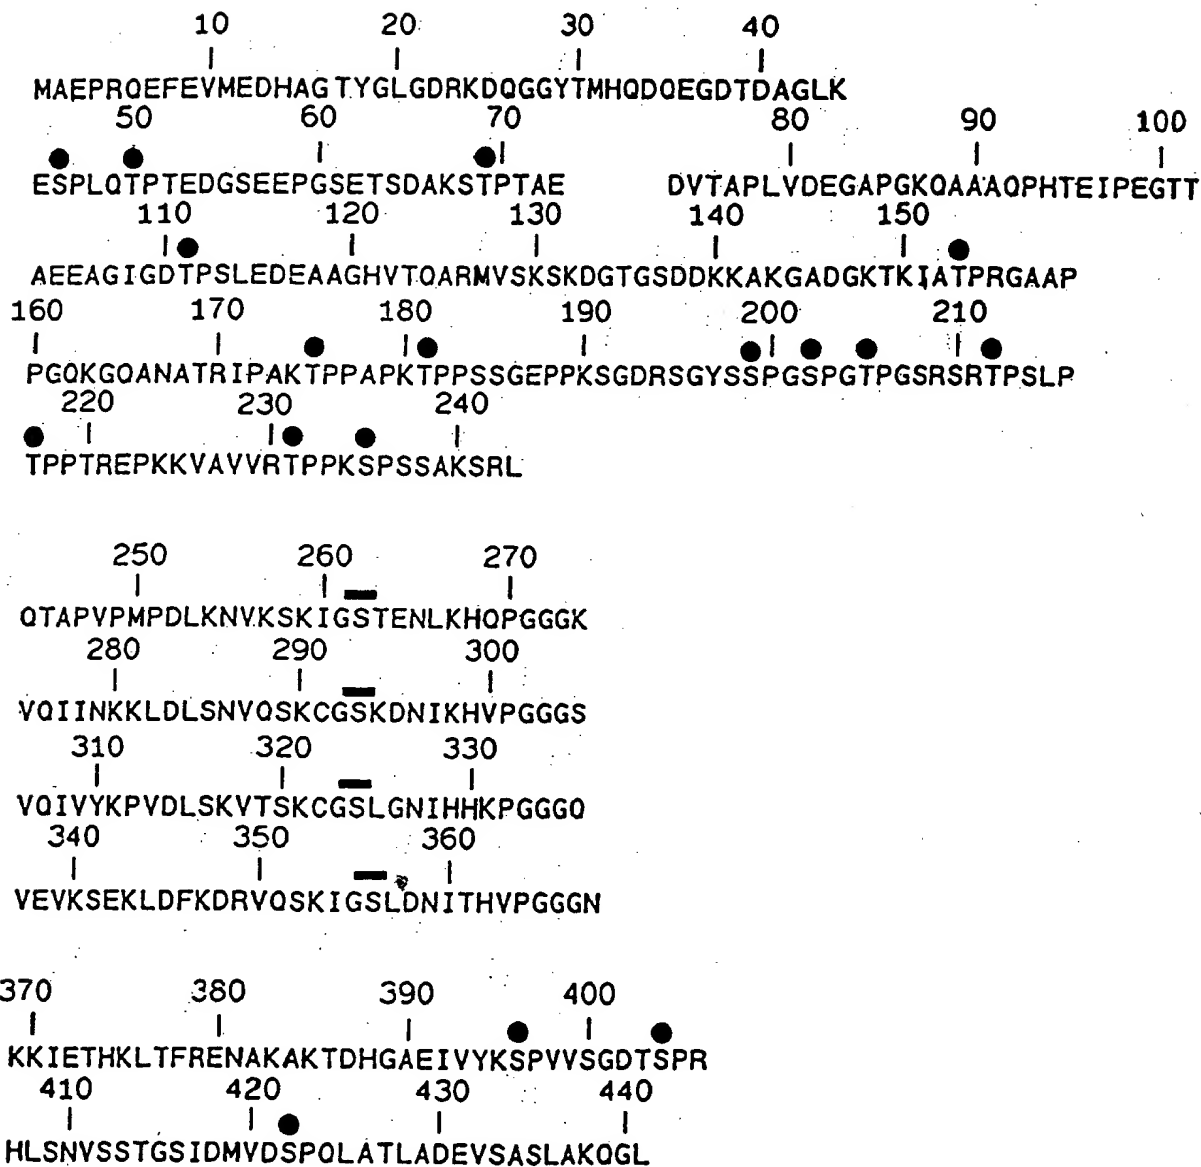 10 20 30 40
MAEPRQEFEVMEDHAGTYGLGDRKDQGGYTMHQDQEGDTDAGLK
50 60 70 80 90 100
ESPLQTPTEDGSEEPGSETSDAKSTPTAE DVTAPLVDEGAPGKQAAAQPHTEIPEGTT
110 120 130 140 150
AEEAGIGDTPSLEDEAAGHVTQARMVSKSKDGTGSDDKKAKGADGKTKIATPRGAAP
160 170 180 190 200 210
PGQKGQANATRIPAKTPPAPKTPPSSGEPPKSGDRSGYSSPGSPGTPGSRSRTPSLP
220 230 240
TPPTREPKKVAVVRTPPKSPSSAKSRL
250 260 270
QTAPVPMPDLKNVKSKIGSTENLKHQPGGGK
280 290 300
VQIINKKLDLSNVQSKCGSKDNIKHVPGGGS
310 320 330
VQIVYKPVDLSKVTSKCGSLGNIHHKPGGGQ
340 350 360
VEVKSEKLDFKDRVQSKIGSLDNITHVPGGGN
370 380 390 400
KKIETHKLTFRENAKAKTDHGAEIVYKSPVVSGDTSPR
410 420 430 440
HLSNVSSTGSIDMVDSPQLATLADEVSASLAKQGL